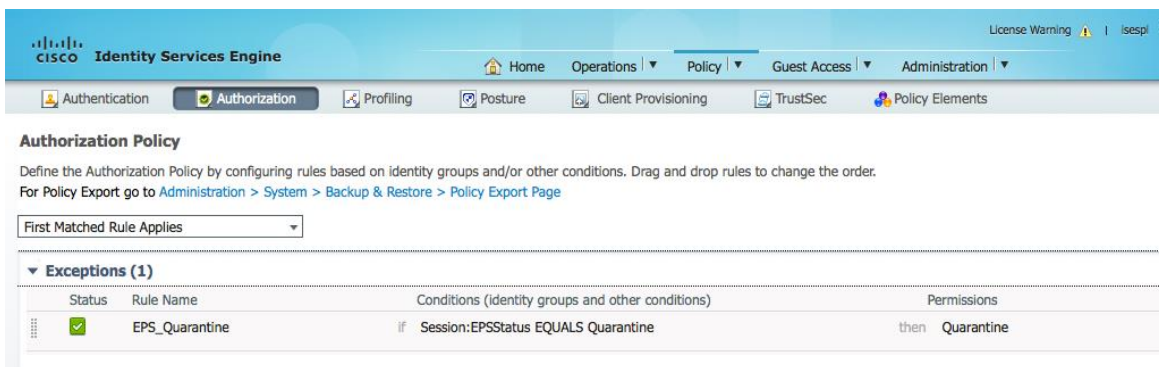 License Warning | isespl
CISCO Identity Services Engine
Home Operations | Policy | Guest Access | Administration |
Authentication Authorization Profiling Posture Client Provisioning TrustSec Policy Elements
Authorization Policy
Define the Authorization Policy by configuring rules based on identity groups and/or other conditions. Drag and drop rules to change the order.
For Policy Export go to Administration > System > Backup & Restore > Policy Export Page
First Matched Rule Applies
Exceptions (1)
Status Rule Name Conditions (identity groups and other conditions) Permissions
EPS_Quarantine if Session:EPSStatus EQUALS Quarantine then Quarantine